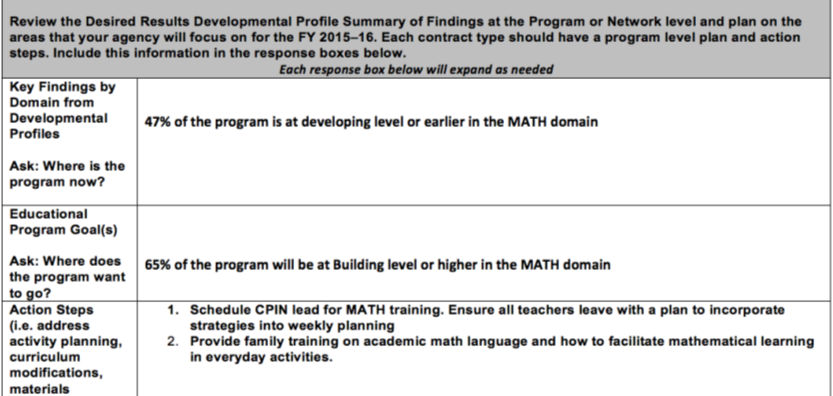 Review the Desired Results Developmental Profile Summary of Findings at the Program or Network level and plan on the
areas that your agency will focus on for the FY 2015–16. Each contract type should have a program level plan and action
steps. Include this information in the response boxes below.
Each response box below will expand as needed
Key Findings by
Domain from
Developmental
Profiles
Ask: Where is the
program now?
47% of the program is at developing level or earlier in the MATH domain
Educational
Program Goal(s)
Ask: Where does
the program want
to go?
65% of the program will be at Building level or higher in the MATH domain
Action Steps
(i.e. address
activity planning,
curriculum
modifications,
materials
1. Schedule CPIN lead for MATH training. Ensure all teachers leave with a plan to incorporate
strategies into weekly planning
2. Provide family training on academic math language and how to facilitate mathematical learning
in everyday activities.